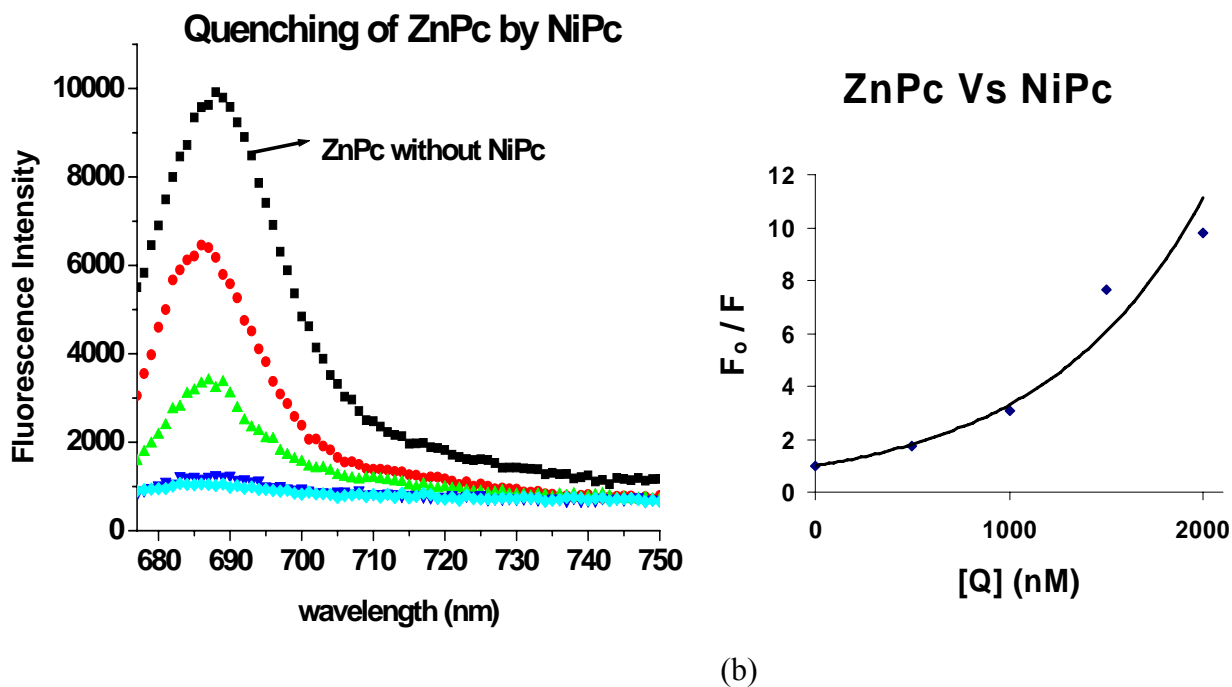 Quenching of ZnPc by NiPc
10000
8000
6000
4000
2000
0
Fluorescence Intensity
ZnPc without NiPc
680 690 700 710 720 730 740 750
wavelength (nm)
ZnPc Vs NiPc
12
10
8
6
4
2
0
Fo / F
0 1000 2000
[Q] (nM)
(b)